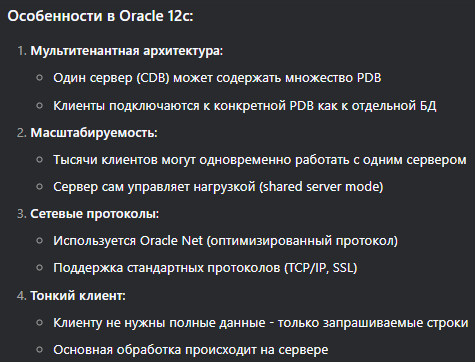 Особенности в Oracle 12c:
1. Мультитенантная архитектура:
○ Один сервер (CDB) может содержать множество PDB
○ Клиенты подключаются к конкретной PDB как к отдельной БД
2. Масштабируемость:
○ Тысячи клиентов могут одновременно работать с одним сервером
○ Сервер сам управляет нагрузкой (shared server mode)
3. Сетевые протоколы:
○ Используется Oracle Net (оптимизированный протокол)
○ Поддержка стандартных протоколов (TCP/IP, SSL)
4. Тонкий клиент:
○ Клиенту не нужны полные данные - только запрашиваемые строки
○ Основная обработка происходит на сервере